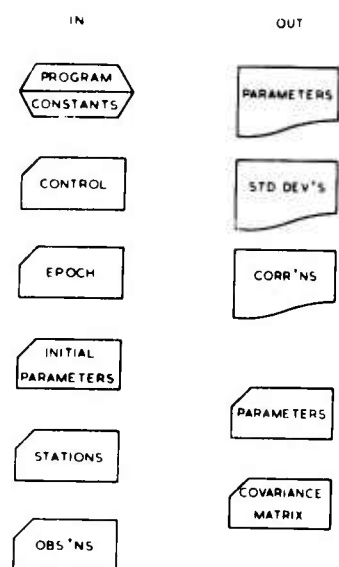 IN
PROGRAM
CONSTANTS
CONTROL
EPOCH
INITIAL
PARAMETERS
STATIONS
OBS'NS
OUT
PARAMETERS
STD DEV'S
CORR'NS
PARAMETERS
COVARIANCE
MATRIX